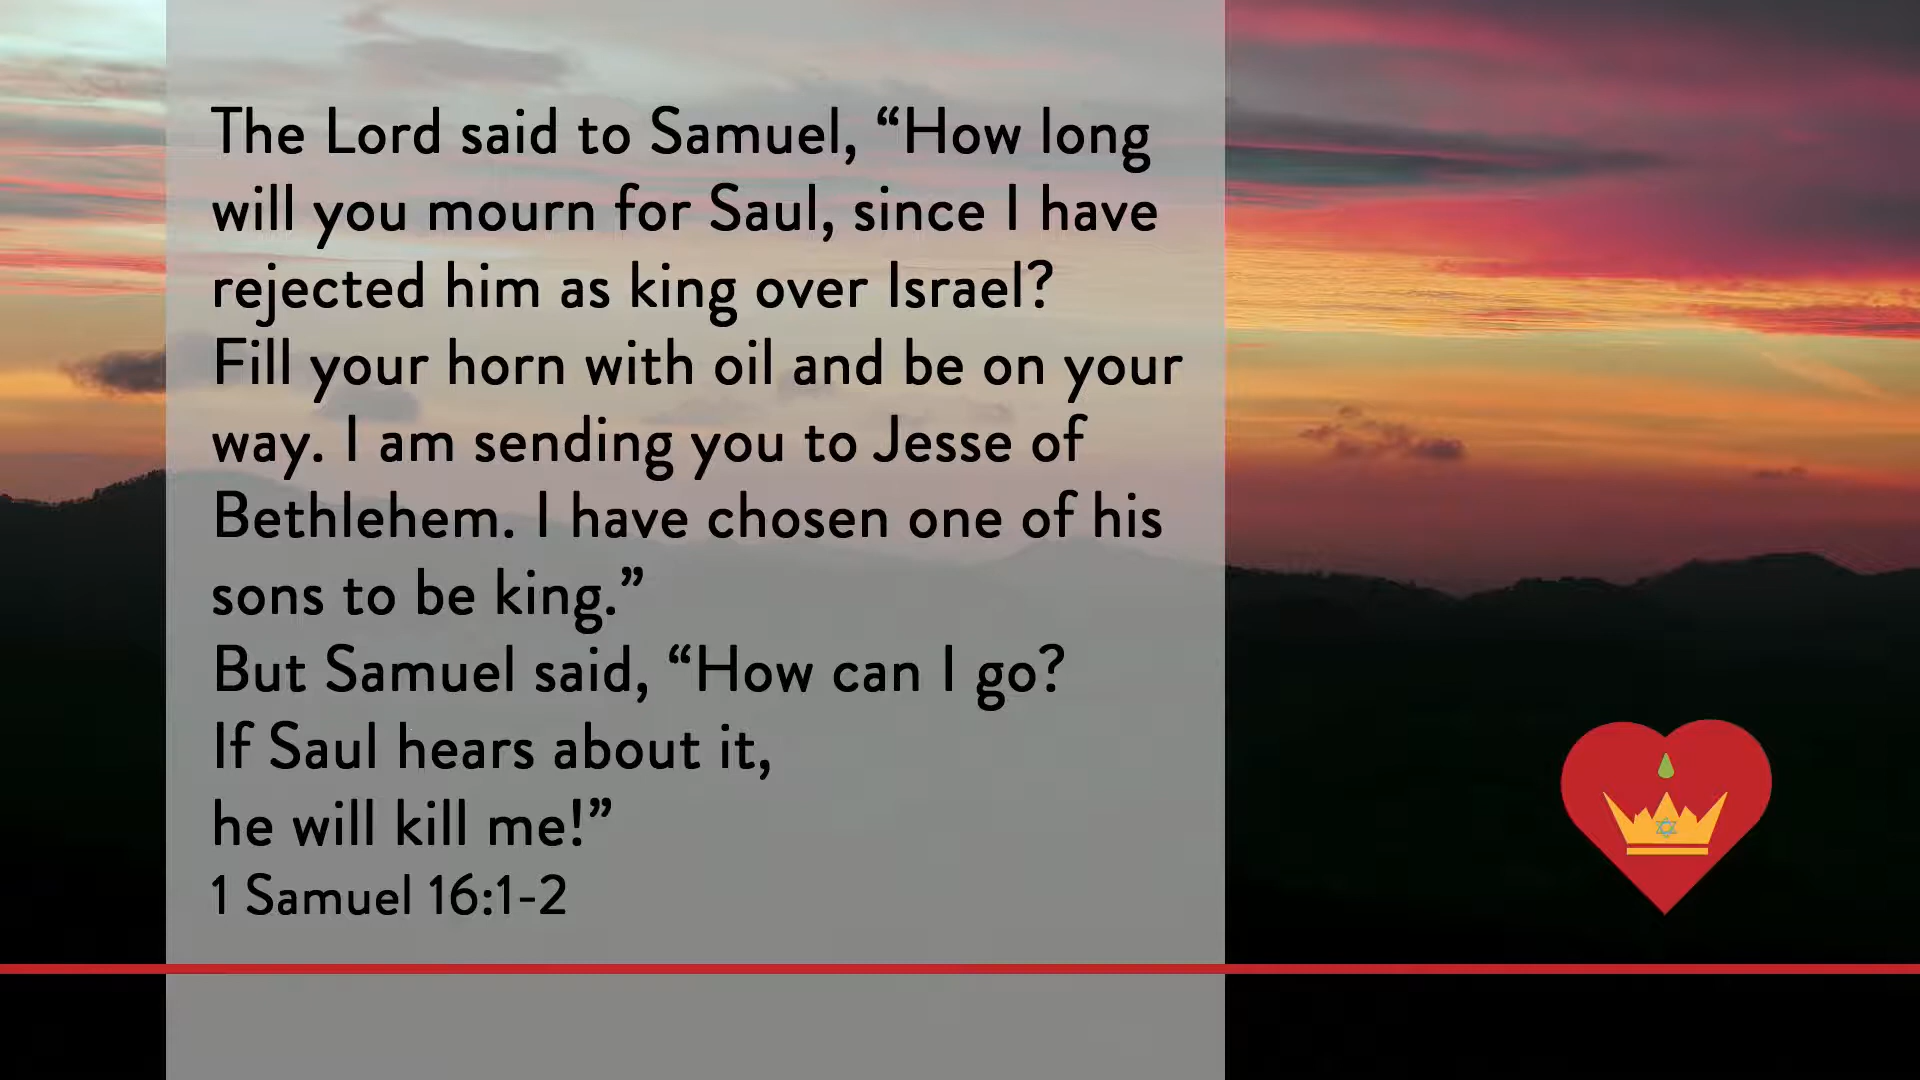 The Lord said to Samuel, “How long
will you mourn for Saul, since I have
rejected him as king over Israel?
Fill your horn with oil and be on your
way. I am sending you to Jesse of
Bethlehem. I have chosen one of his
sons to be king.”
But Samuel said, “How can I go?
If Saul hears about it,
he will kill me!”
1 Samuel 16:1-2